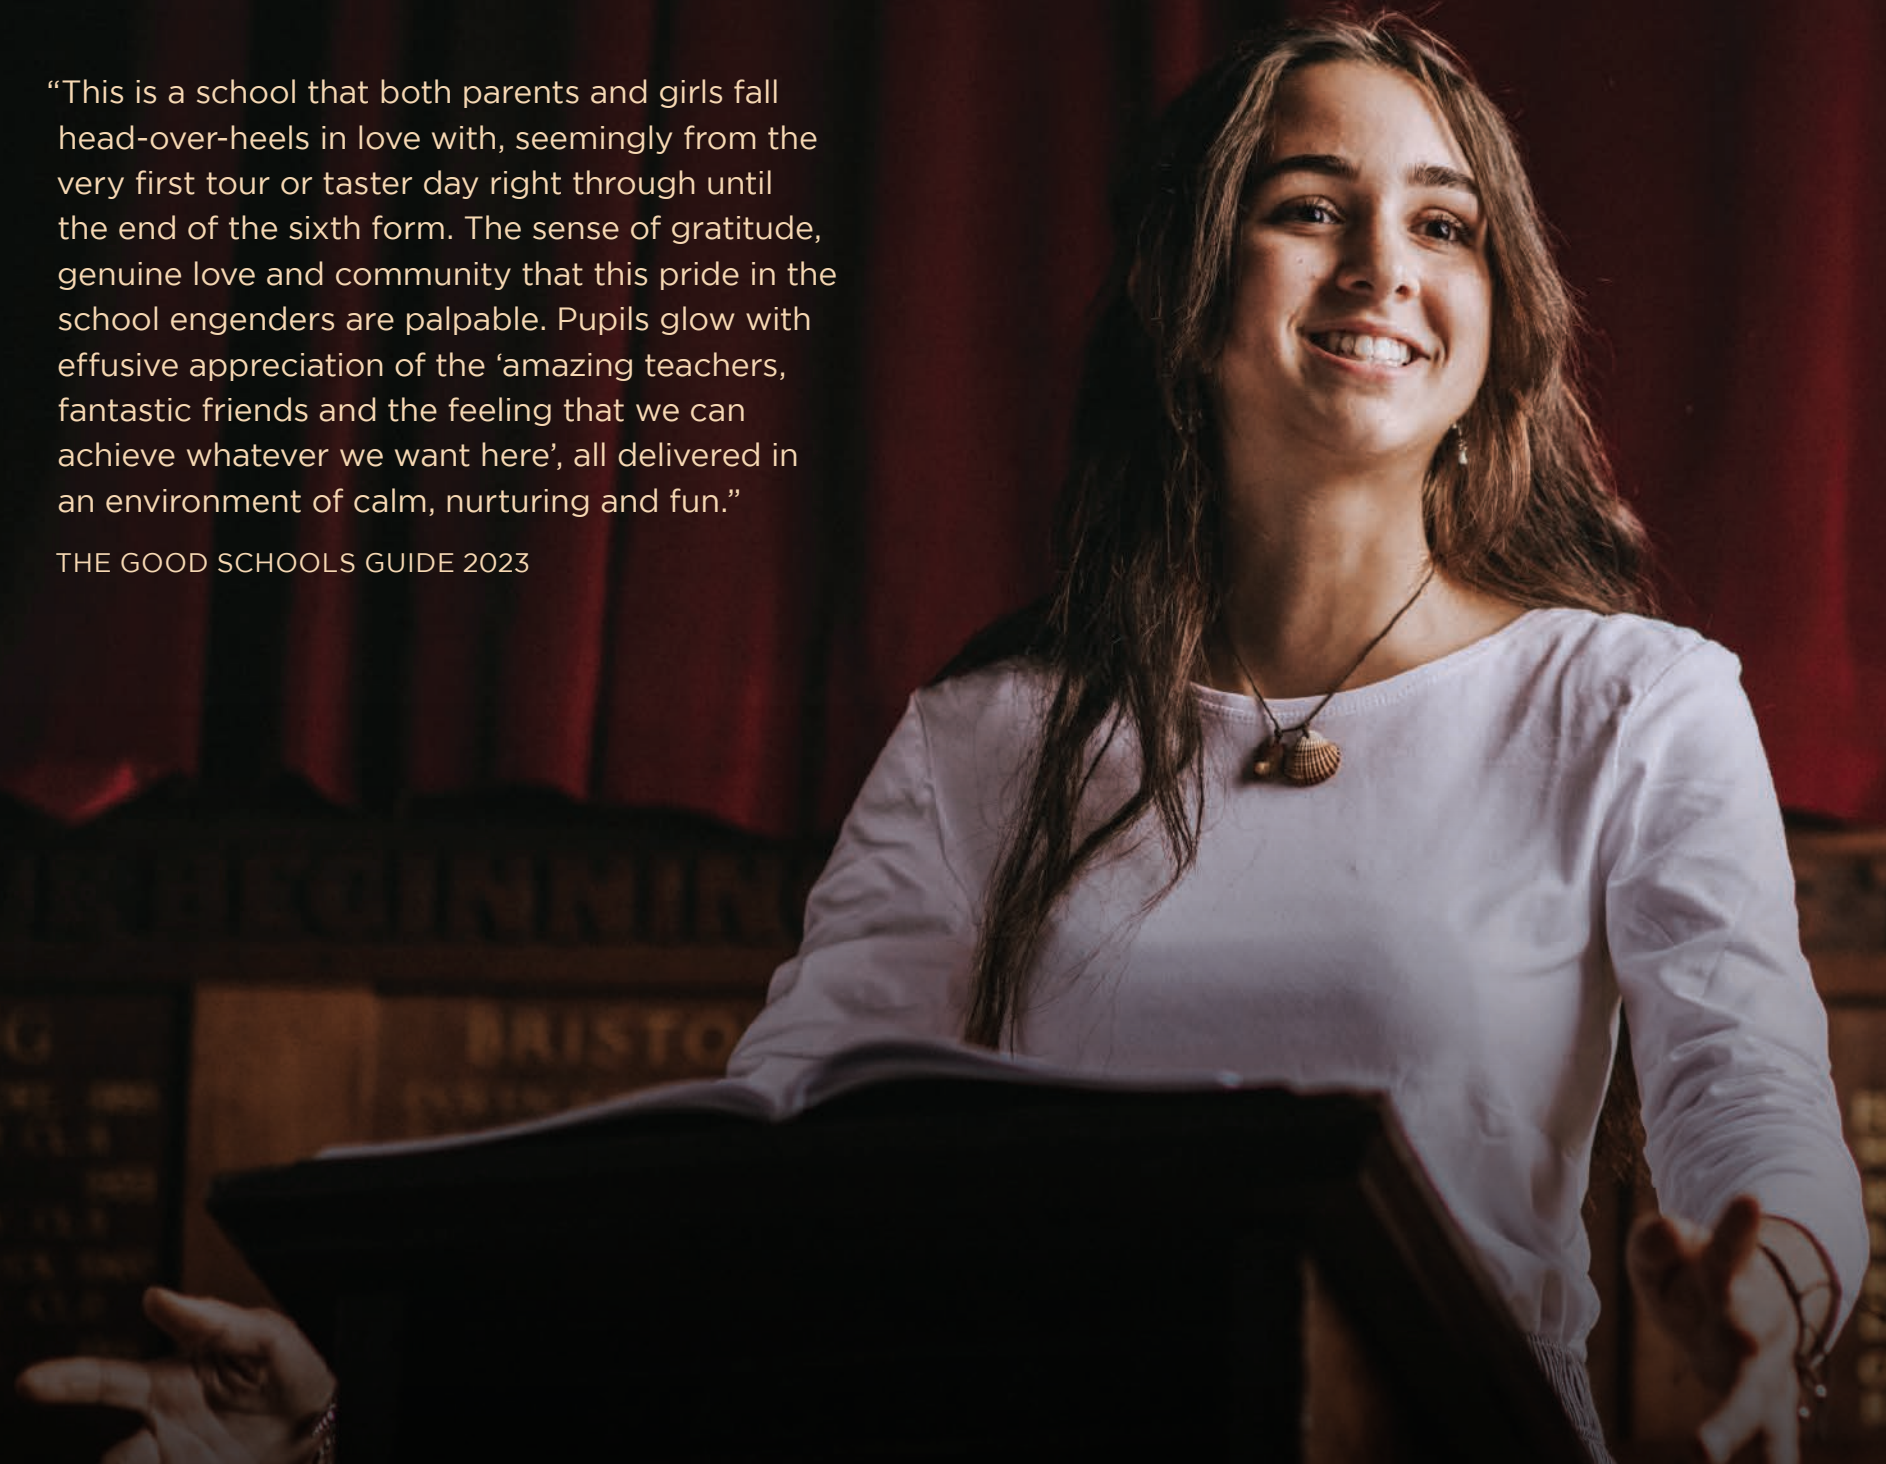 “This is a school that both parents and girls fall
head-over-heels in love with, seemingly from the
very first tour or taster day right through until
the end of the sixth form. The sense of gratitude,
genuine love and community that this pride in the
school engenders are palpable. Pupils glow with
effusive appreciation of the ‘amazing teachers,
fantastic friends and the feeling that we can
achieve whatever we want here’, all delivered in
an environment of calm, nurturing and fun.”
THE GOOD SCHOOLS GUIDE 2023
BEGINNIN
G
BRISTO